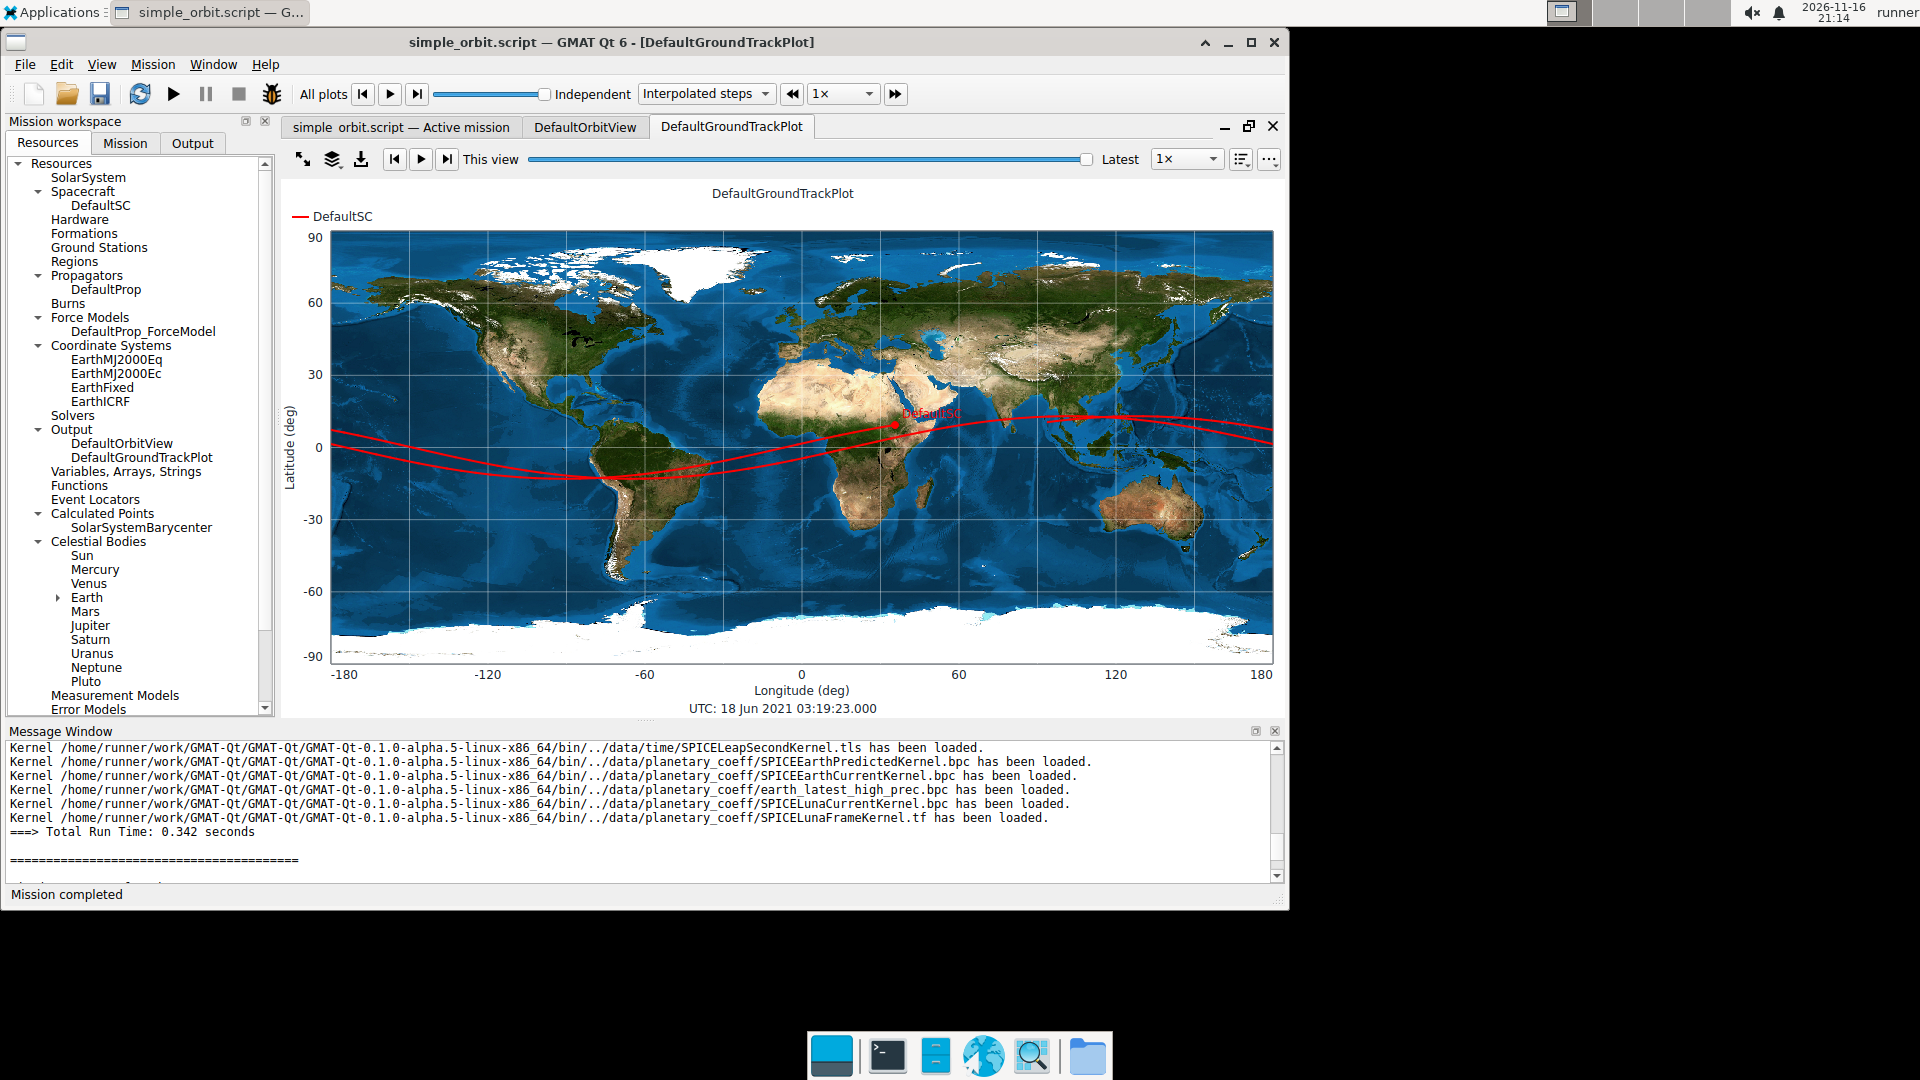 Applications
simple_orbit.script — G...
2026-11-16
21:14
runner
simple_orbit.script — GMAT Qt 6 - [DefaultGroundTrackPlot]
File Edit View Mission Window Help
All plots
Independent
Interpolated steps
1×
Mission workspace
simple_orbit.script — Active mission
DefaultOrbitView
DefaultGroundTrackPlot
Resources
Mission
Output
This view
Latest
1×
Resources
SolarSystem
Spacecraft
DefaultSC
Hardware
Formations
Ground Stations
Regions
Propagators
DefaultProp
Burns
Force Models
DefaultProp_ForceModel
Coordinate Systems
EarthMJ2000Eq
EarthMJ2000Ec
EarthFixed
EarthICRF
Solvers
Output
DefaultOrbitView
DefaultGroundTrackPlot
Variables, Arrays, Strings
Functions
Event Locators
Calculated Points
SolarSystemBarycenter
Celestial Bodies
Sun
Mercury
Venus
Earth
Mars
Jupiter
Saturn
Uranus
Neptune
Pluto
Measurement Models
Error Models
DefaultGroundTrackPlot
DefaultSC
90
60
30
0
-30
-60
-90
Latitude (deg)
DefaultSC
-180 -120 -60 0 60 120 180
Longitude (deg)
UTC: 18 Jun 2021 03:19:23.000
Message Window
Kernel /home/runner/work/GMAT-Qt/GMAT-Qt/GMAT-Qt-0.1.0-alpha.5-linux-x86_64/bin/../data/time/SPICELeapSecondKernel.tls has been loaded.
Kernel /home/runner/work/GMAT-Qt/GMAT-Qt/GMAT-Qt-0.1.0-alpha.5-linux-x86_64/bin/../data/planetary_coeff/SPICEEarthPredictedKernel.bpc has been loaded.
Kernel /home/runner/work/GMAT-Qt/GMAT-Qt/GMAT-Qt-0.1.0-alpha.5-linux-x86_64/bin/../data/planetary_coeff/SPICEEarthCurrentKernel.bpc has been loaded.
Kernel /home/runner/work/GMAT-Qt/GMAT-Qt/GMAT-Qt-0.1.0-alpha.5-linux-x86_64/bin/../data/planetary_coeff/earth_latest_high_prec.bpc has been loaded.
Kernel /home/runner/work/GMAT-Qt/GMAT-Qt/GMAT-Qt-0.1.0-alpha.5-linux-x86_64/bin/../data/planetary_coeff/SPICELunaCurrentKernel.bpc has been loaded.
Kernel /home/runner/work/GMAT-Qt/GMAT-Qt/GMAT-Qt-0.1.0-alpha.5-linux-x86_64/bin/../data/planetary_coeff/SPICELunaFrameKernel.tf has been loaded.
===> Total Run Time: 0.342 seconds
========================================
Mission completed